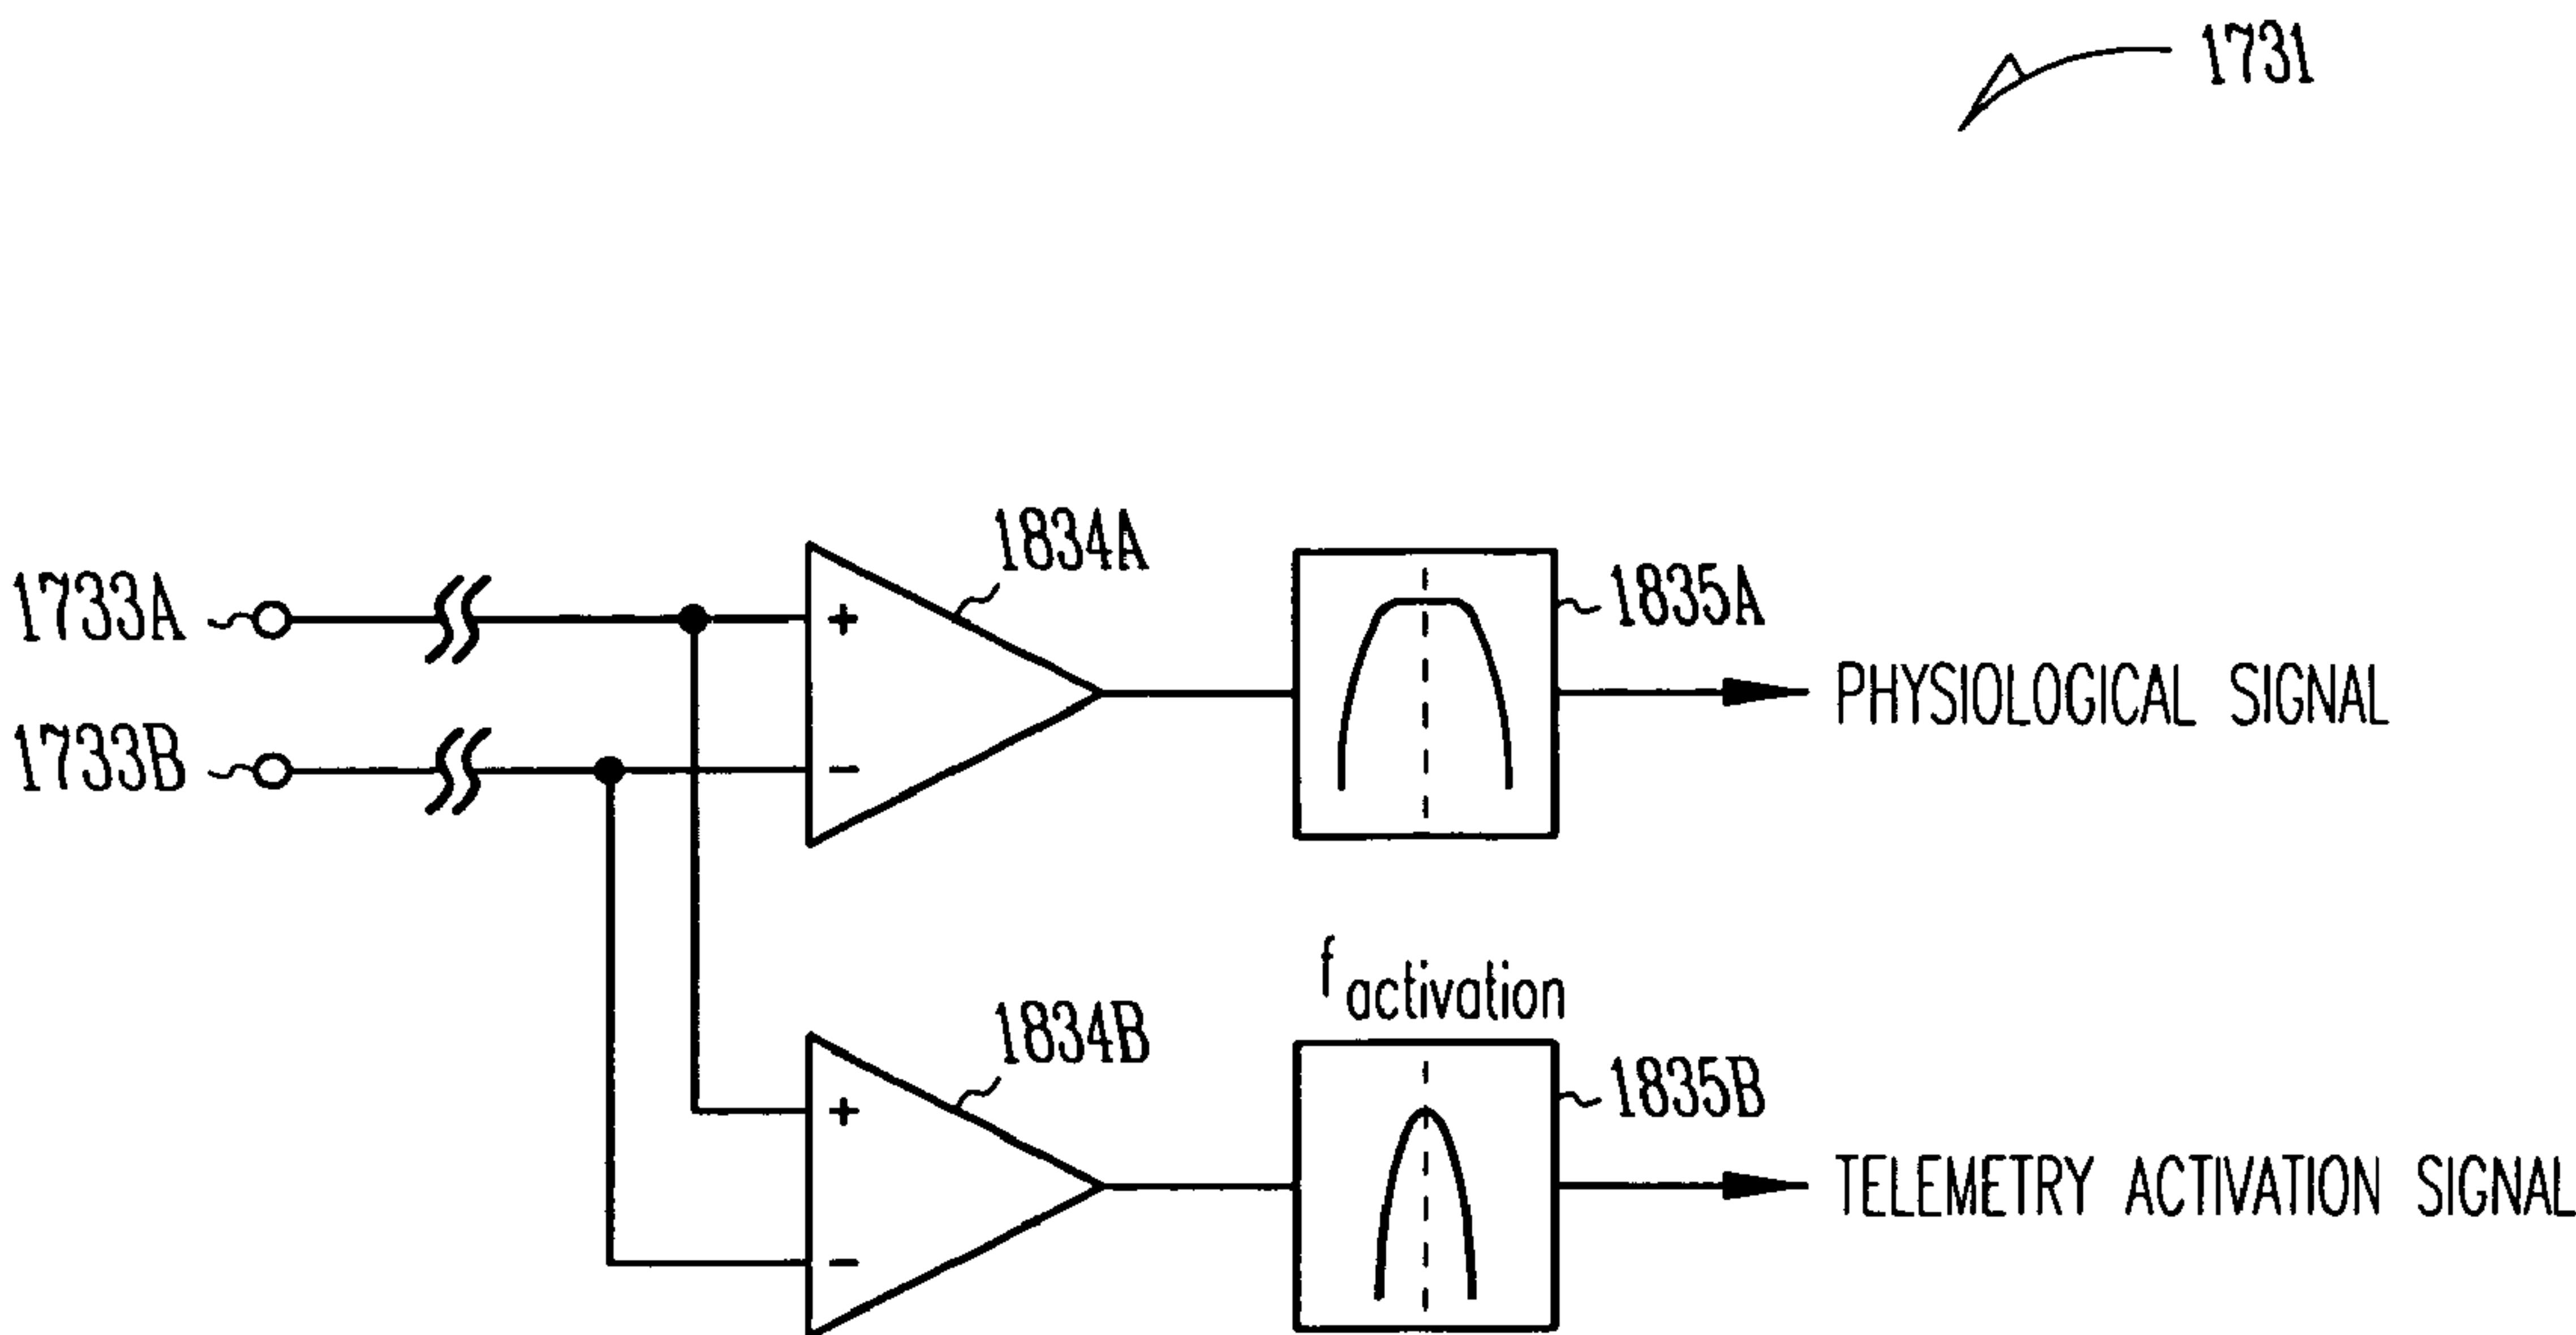 1731
1834A
1733A
+
1835A
PHYSIOLOGICAL SIGNAL
1733B
-
f activation
1834B
1835B
+
TELEMETRY ACTIVATION SIGNAL
-